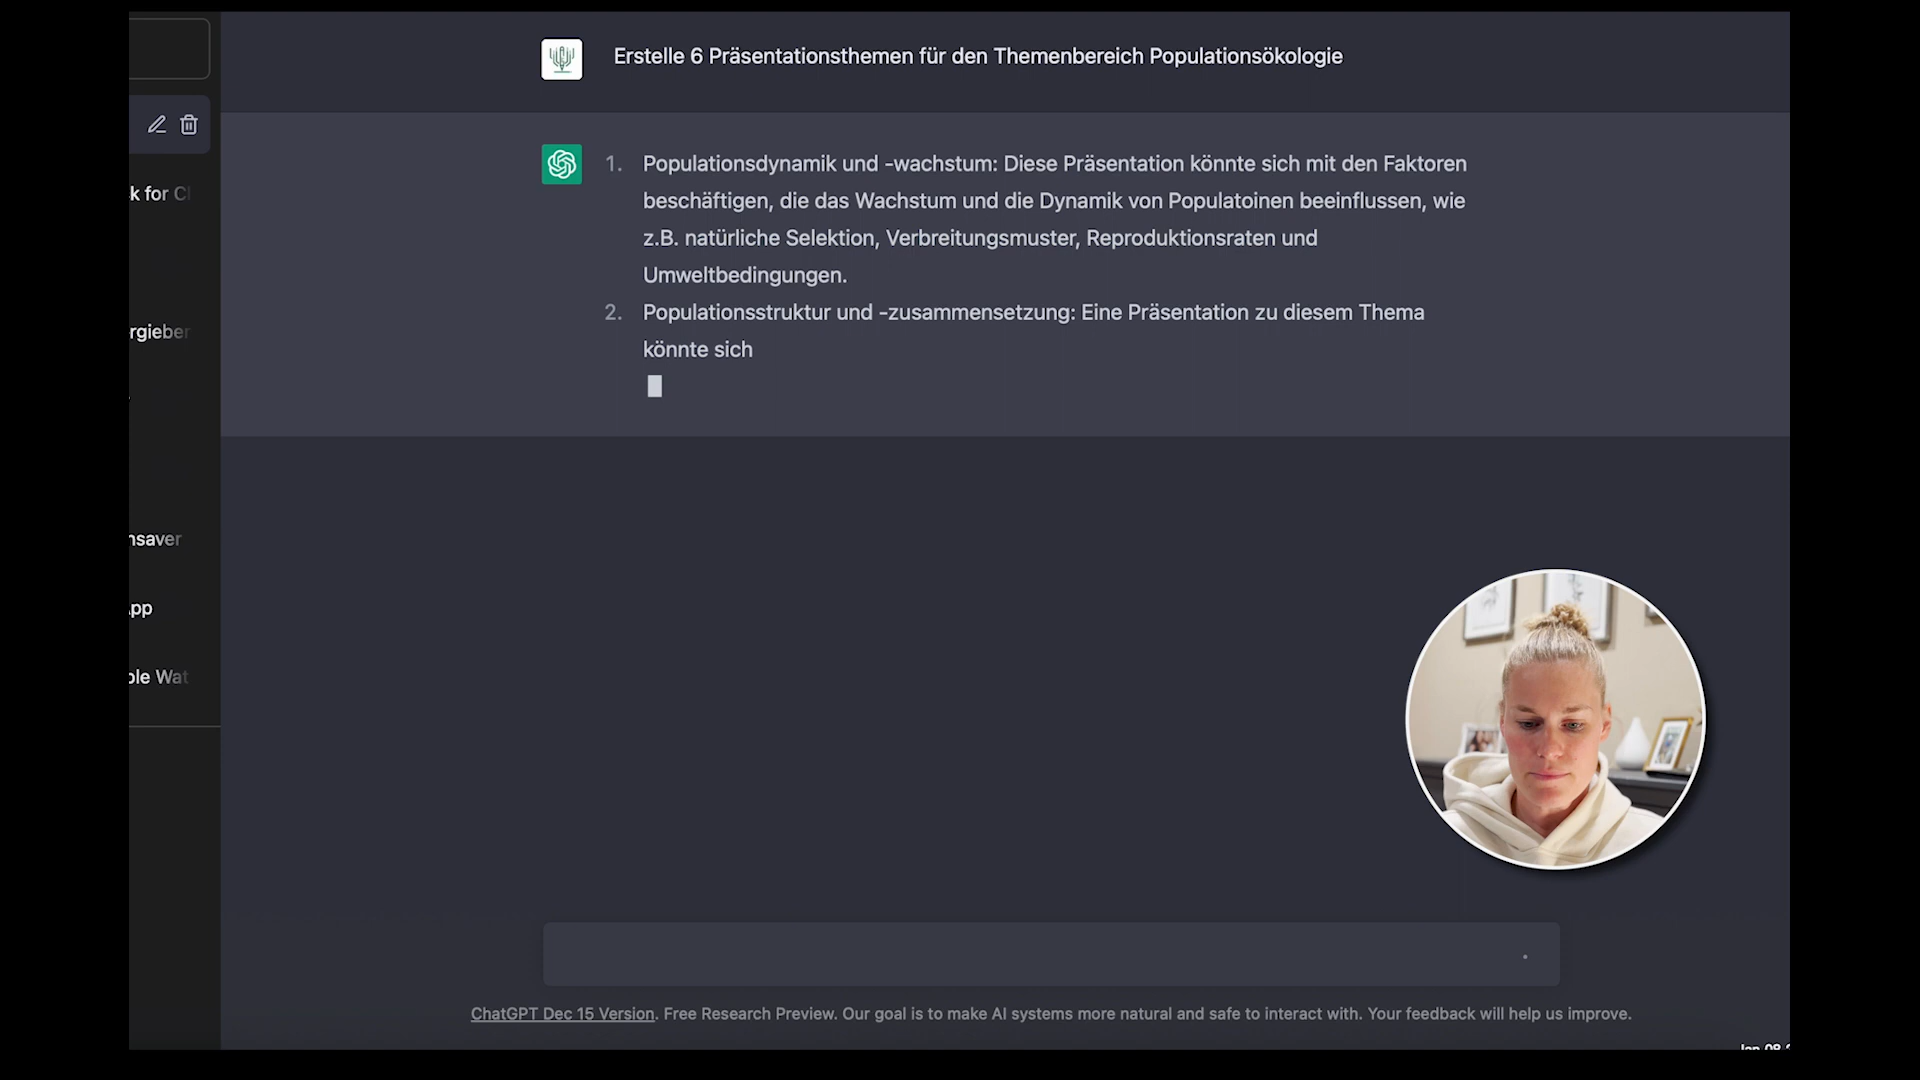 Erstelle 6 Präsentationsthemen für den Themenbereich Populationsökologie
k for C
rgieber
nsaver
App
ple Wat
1. Populationsdynamik und -wachstum: Diese Präsentation könnte sich mit den Faktoren
beschäftigen, die das Wachstum und die Dynamik von Populatoinen beeinflussen, wie
z.B. natürliche Selektion, Verbreitungsmuster, Reproduktionsraten und
Umweltbedingungen.
2. Populationsstruktur und -zusammensetzung: Eine Präsentation zu diesem Thema
könnte sich
ChatGPT Dec 15 Version. Free Research Preview. Our goal is to make AI systems more natural and safe to interact with. Your feedback will help us improve.